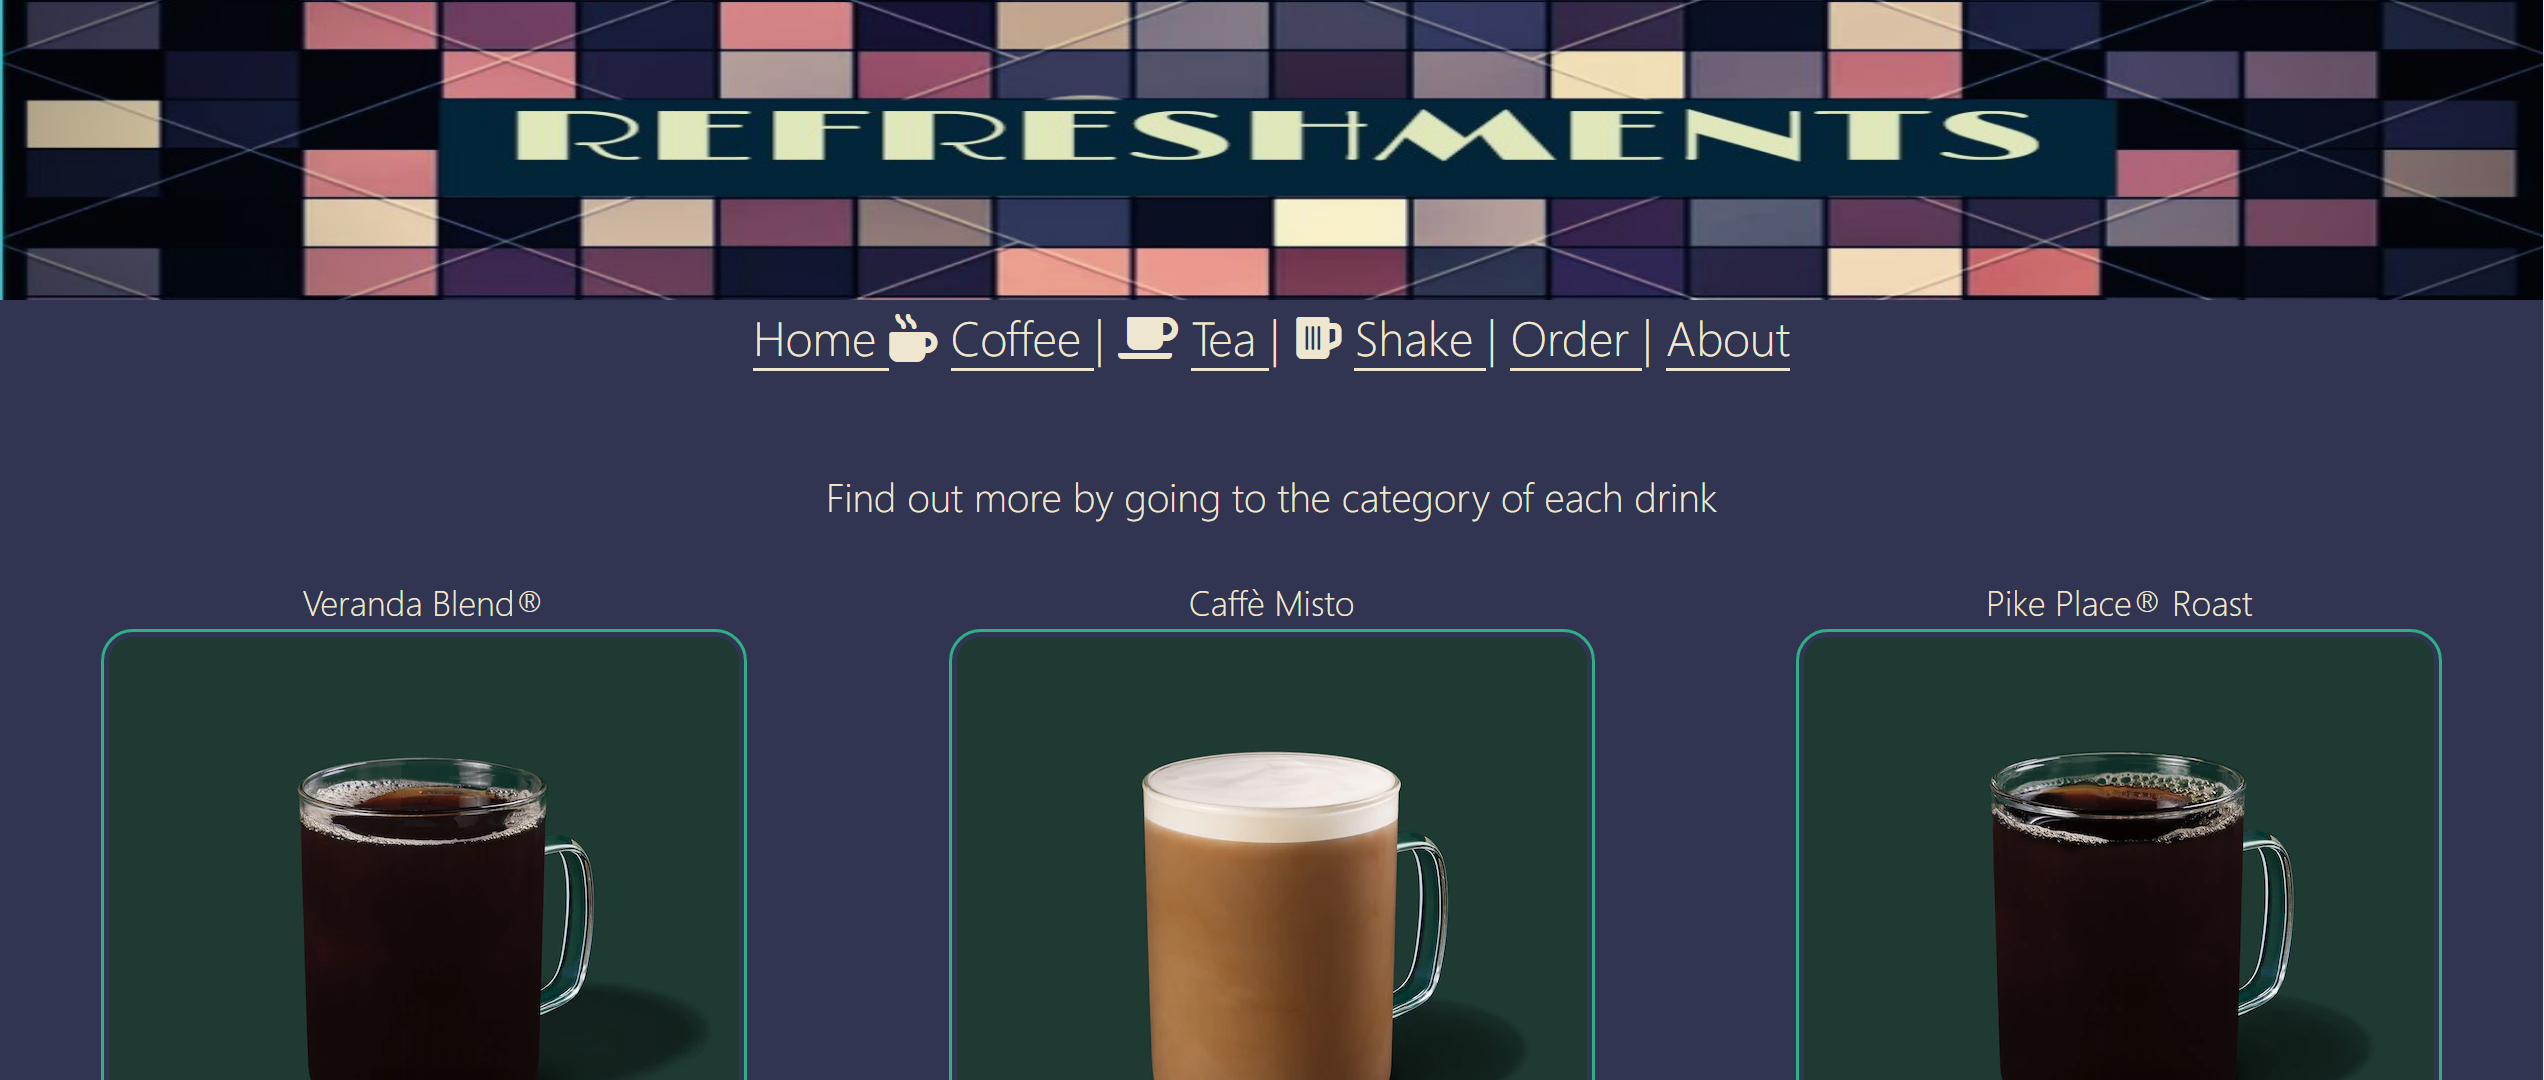 REFRESHMENTS
Home Coffee | Tea | Shake | Order | About
Find out more by going to the category of each drink
Veranda Blend® Caffè Misto Pike Place® Roast